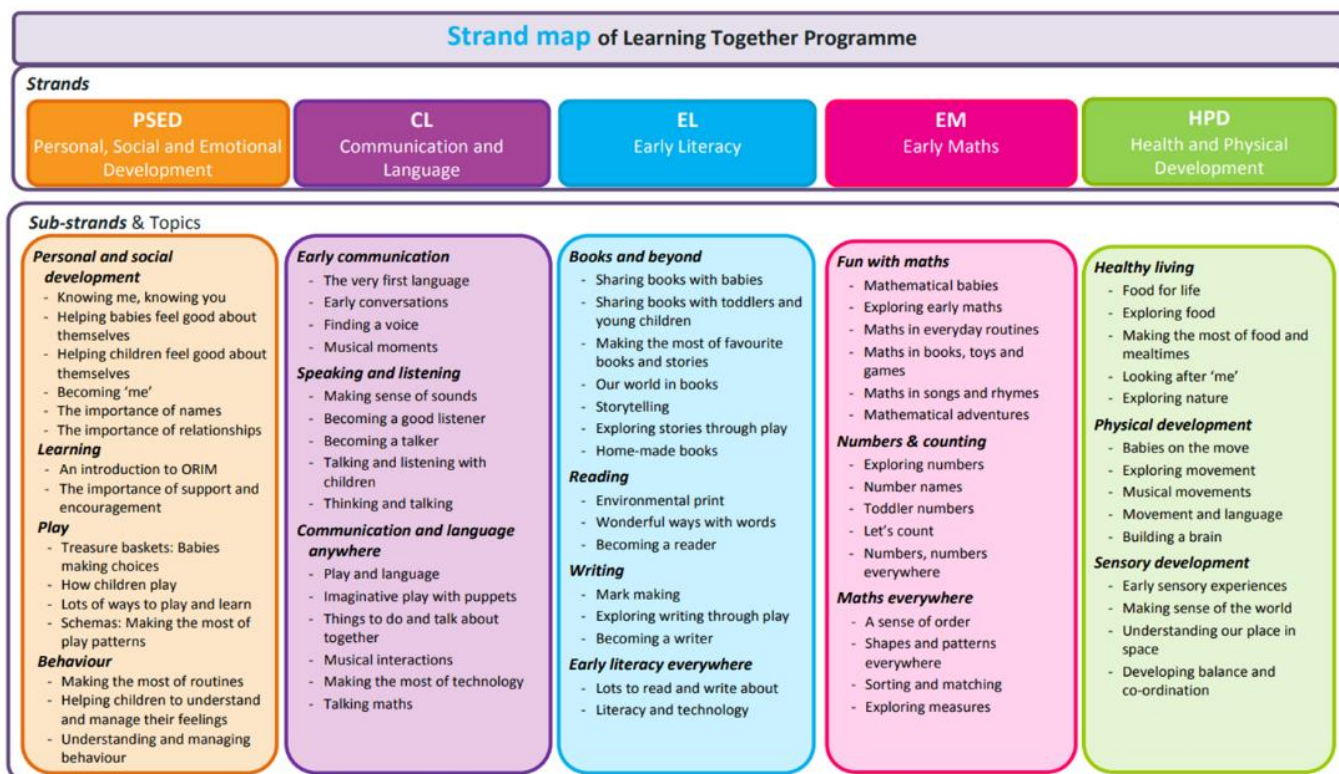 Strand map of Learning Together Programme
Strands
PSED
Personal, Social and Emotional
Development
CL
Communication and
Language
EL
Early Literacy
EM
Early Maths
HPD
Health and Physical
Development
Sub-strands & Topics
Personal and social
development
- Knowing me, knowing you
- Helping babies feel good about
themselves
- Helping children feel good about
themselves
- Becoming ‘me’
- The importance of names
- The importance of relationships
Learning
- An introduction to ORIM
- The importance of support and
encouragement
Play
- Treasure baskets: Babies
making choices
- How children play
- Lots of ways to play and learn
- Schemas: Making the most of
play patterns
Behaviour
- Making the most of routines
- Helping children to understand
and manage their feelings
- Understanding and managing
behaviour
Early communication
- The very first language
- Early conversations
- Finding a voice
- Musical moments
Speaking and listening
- Making sense of sounds
- Becoming a good listener
- Becoming a talker
- Talking and listening with
children
- Thinking and talking
Communication and language
anywhere
- Play and language
- Imaginative play with puppets
- Things to do and talk about
together
- Musical interactions
- Making the most of technology
- Talking maths
Books and beyond
- Sharing books with babies
- Sharing books with toddlers and
young children
- Making the most of favourite
books and stories
- Our world in books
- Storytelling
- Exploring stories through play
- Home-made books
Reading
- Environmental print
- Wonderful ways with words
- Becoming a reader
Writing
- Mark making
- Exploring writing through play
- Becoming a writer
Early literacy everywhere
- Lots to read and write about
- Literacy and technology
Fun with maths
- Mathematical babies
- Exploring early maths
- Maths in everyday routines
- Maths in books, toys and
games
- Maths in songs and rhymes
- Mathematical adventures
Numbers & counting
- Exploring numbers
- Number names
- Toddler numbers
- Let’s count
- Numbers, numbers
everywhere
Maths everywhere
- A sense of order
- Shapes and patterns
everywhere
- Sorting and matching
- Exploring measures
Healthy living
- Food for life
- Exploring food
- Making the most of food and
mealtimes
- Looking after ‘me’
- Exploring nature
Physical development
- Babies on the move
- Exploring movement
- Musical movements
- Movement and language
- Building a brain
Sensory development
- Early sensory experiences
- Making sense of the world
- Understanding our place in
space
- Developing balance and
co-ordination